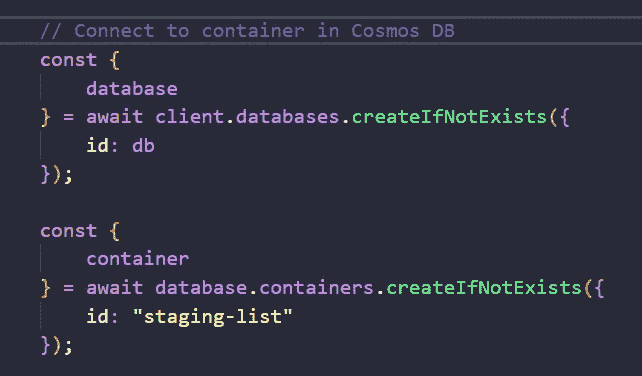 // Connect to container in Cosmos DB
const {
    database
} = await client.databases.createIfNotExists({
    id: db
});
const {
    container
} = await database.containers.createIfNotExists({
    id: "staging-list"
});